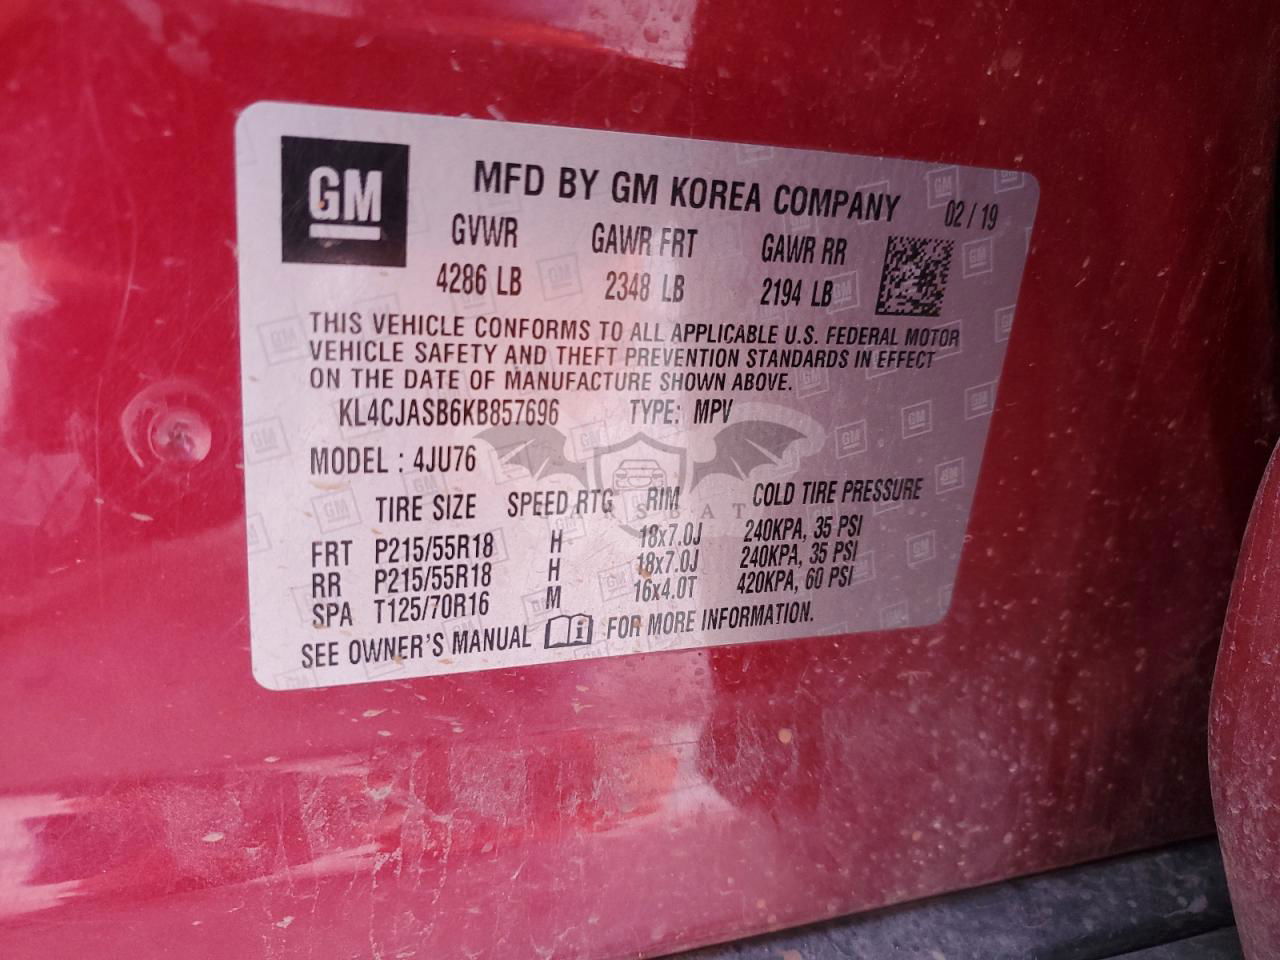 GM
MFD BY GM KOREA COMPANY 02 / 19
GVWR GAWR FRT GAWR RR
4286 LB 2348 LB 2194 LB
THIS VEHICLE CONFORMS TO ALL APPLICABLE U.S. FEDERAL MOTOR
VEHICLE SAFETY AND THEFT PREVENTION STANDARDS IN EFFECT
ON THE DATE OF MANUFACTURE SHOWN ABOVE.
KL4CJASB6KB857696 TYPE: MPV
MODEL : 4JU76
TIRE SIZE SPEED RTG RIM COLD TIRE PRESSURE
FRT P215/55R18 H 18x7.0J 240KPA, 35 PSI
RR P215/55R18 H 18x7.0J 240KPA, 35 PSI
SPA T125/70R16 M 16x4.0T 420KPA, 60 PSI
SEE OWNER'S MANUAL i FOR MORE INFORMATION.